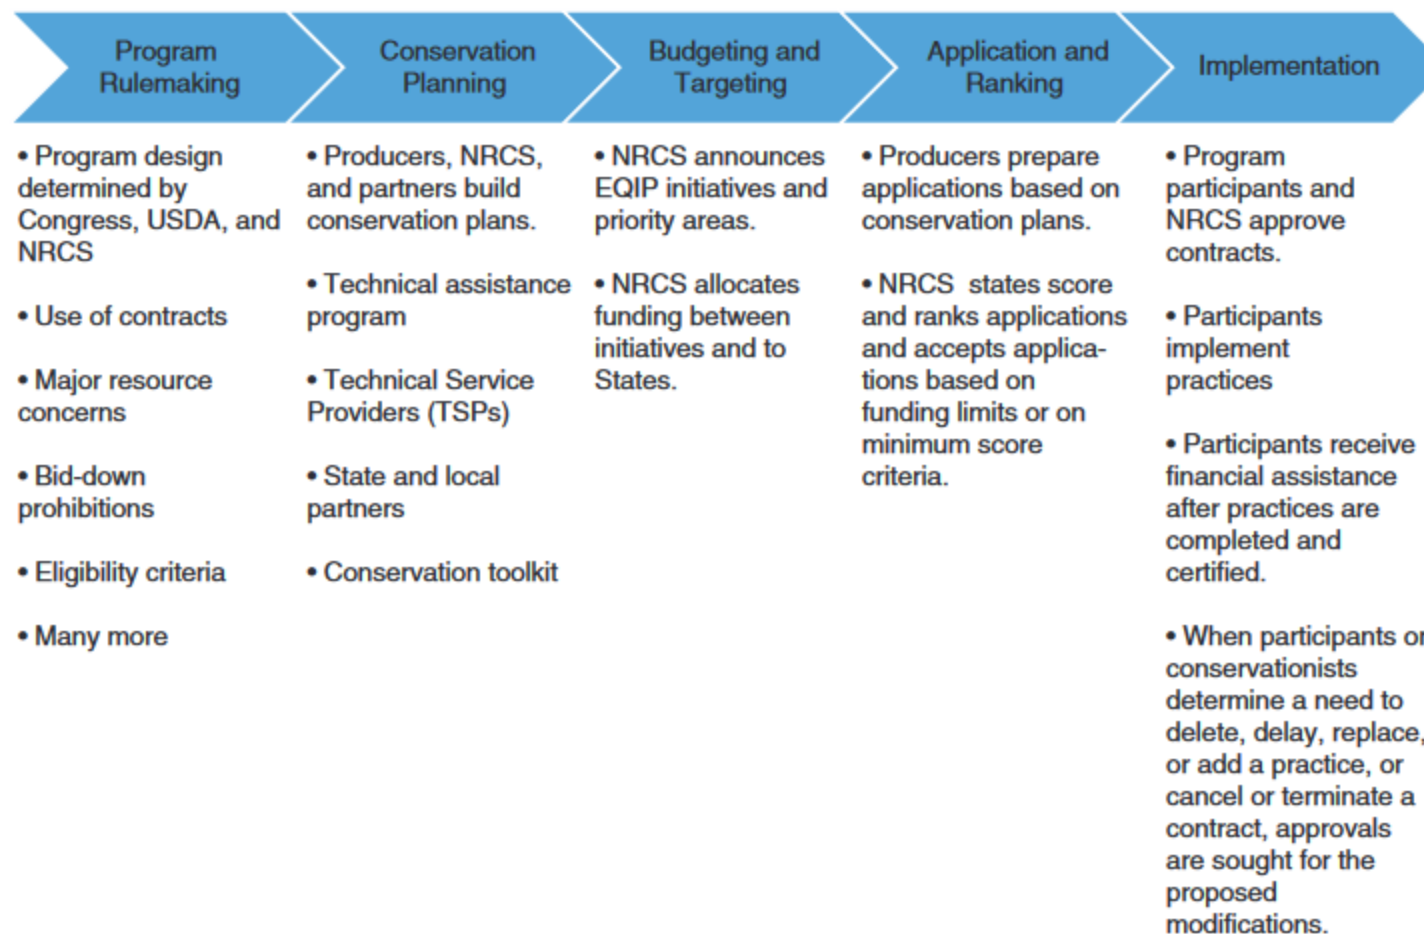 Program
Rulemaking
Conservation
Planning
Budgeting and
Targeting
Application and
Ranking
Implementation
• Program design
determined by
Congress, USDA, and
NRCS
• Use of contracts
• Major resource
concerns
• Bid-down
prohibitions
• Eligibility criteria
• Many more
• Producers, NRCS,
and partners build
conservation plans.
• Technical assistance
program
• Technical Service
Providers (TSPs)
• State and local
partners
• Conservation toolkit
• NRCS announces
EQIP initiatives and
priority areas.
• NRCS allocates
funding between
initiatives and to
States.
• Producers prepare
applications based on
conservation plans.
• NRCS  states score
and ranks applications
and accepts applica-
tions based on
funding limits or on
minimum score
criteria.
• Program
participants and
NRCS approve
contracts.
• Participants
implement
practices
• Participants receive
financial assistance
after practices are
completed and
certified.
• When participants or
conservationists
determine a need to
delete, delay, replace,
or add a practice, or
cancel or terminate a
contract, approvals
are sought for the
proposed
modifications.